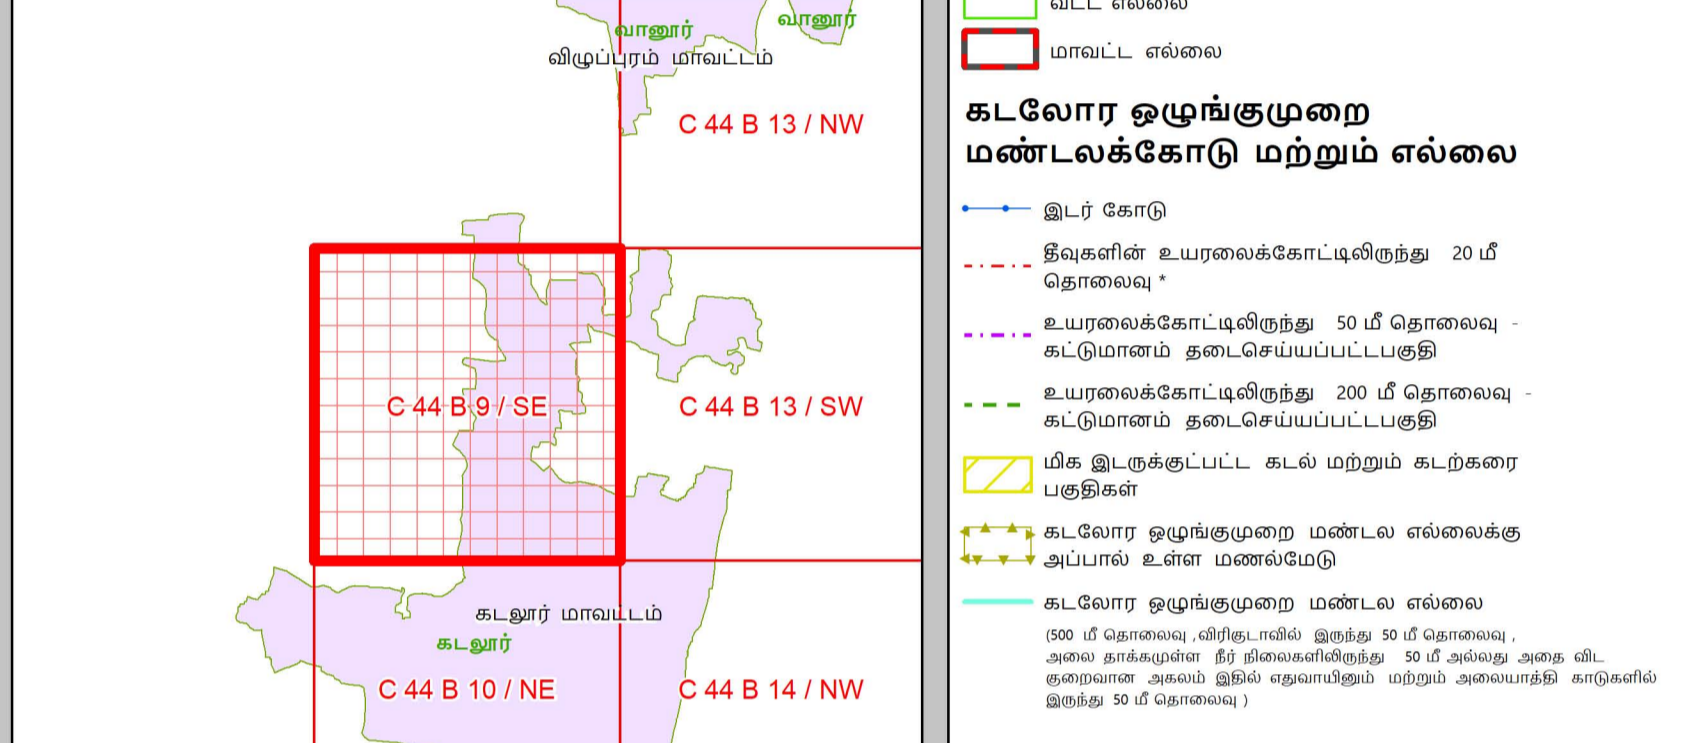 வானூர்
வானூர்
விழுப்புரம் மாவட்டம்
C 44 B 13 / NW
C 44 B 9 / SE
C 44 B 13 / SW
கடலூர் மாவட்டம்
கடலூர்
C 44 B 10 / NE
C 44 B 14 / NW
வட்ட எல்லை
மாவட்ட எல்லை
கடலோர ஒழுங்குமுறை
மண்டலக்கோடு மற்றும் எல்லை
இடர் கோடு
தீவுகளின் உயரலைக்கோட்டிலிருந்து 20 மீ
தொலைவு *
உயரலைக்கோட்டிலிருந்து 50 மீ தொலைவு -
கட்டுமானம் தடைசெய்யப்பட்டபகுதி
உயரலைக்கோட்டிலிருந்து 200 மீ தொலைவு -
கட்டுமானம் தடைசெய்யப்பட்டபகுதி
மிக இடருக்குட்பட்ட கடல் மற்றும் கடற்கரை
பகுதிகள்
கடலோர ஒழுங்குமுறை மண்டல எல்லைக்கு
அப்பால் உள்ள மணல்மேடு
கடலோர ஒழுங்குமுறை மண்டல எல்லை
(500 மீ தொலைவு ,விரிகுடாவில் இருந்து 50 மீ தொலைவு ,
அலை தாக்கமுள்ள நீர் நிலைகளிலிருந்து 50 மீ அல்லது அதை விட
குறைவான அகலம் இதில் எதுவாயினும் மற்றும் அலையாத்தி காடுகளில்
இருந்து 50 மீ தொலைவு )